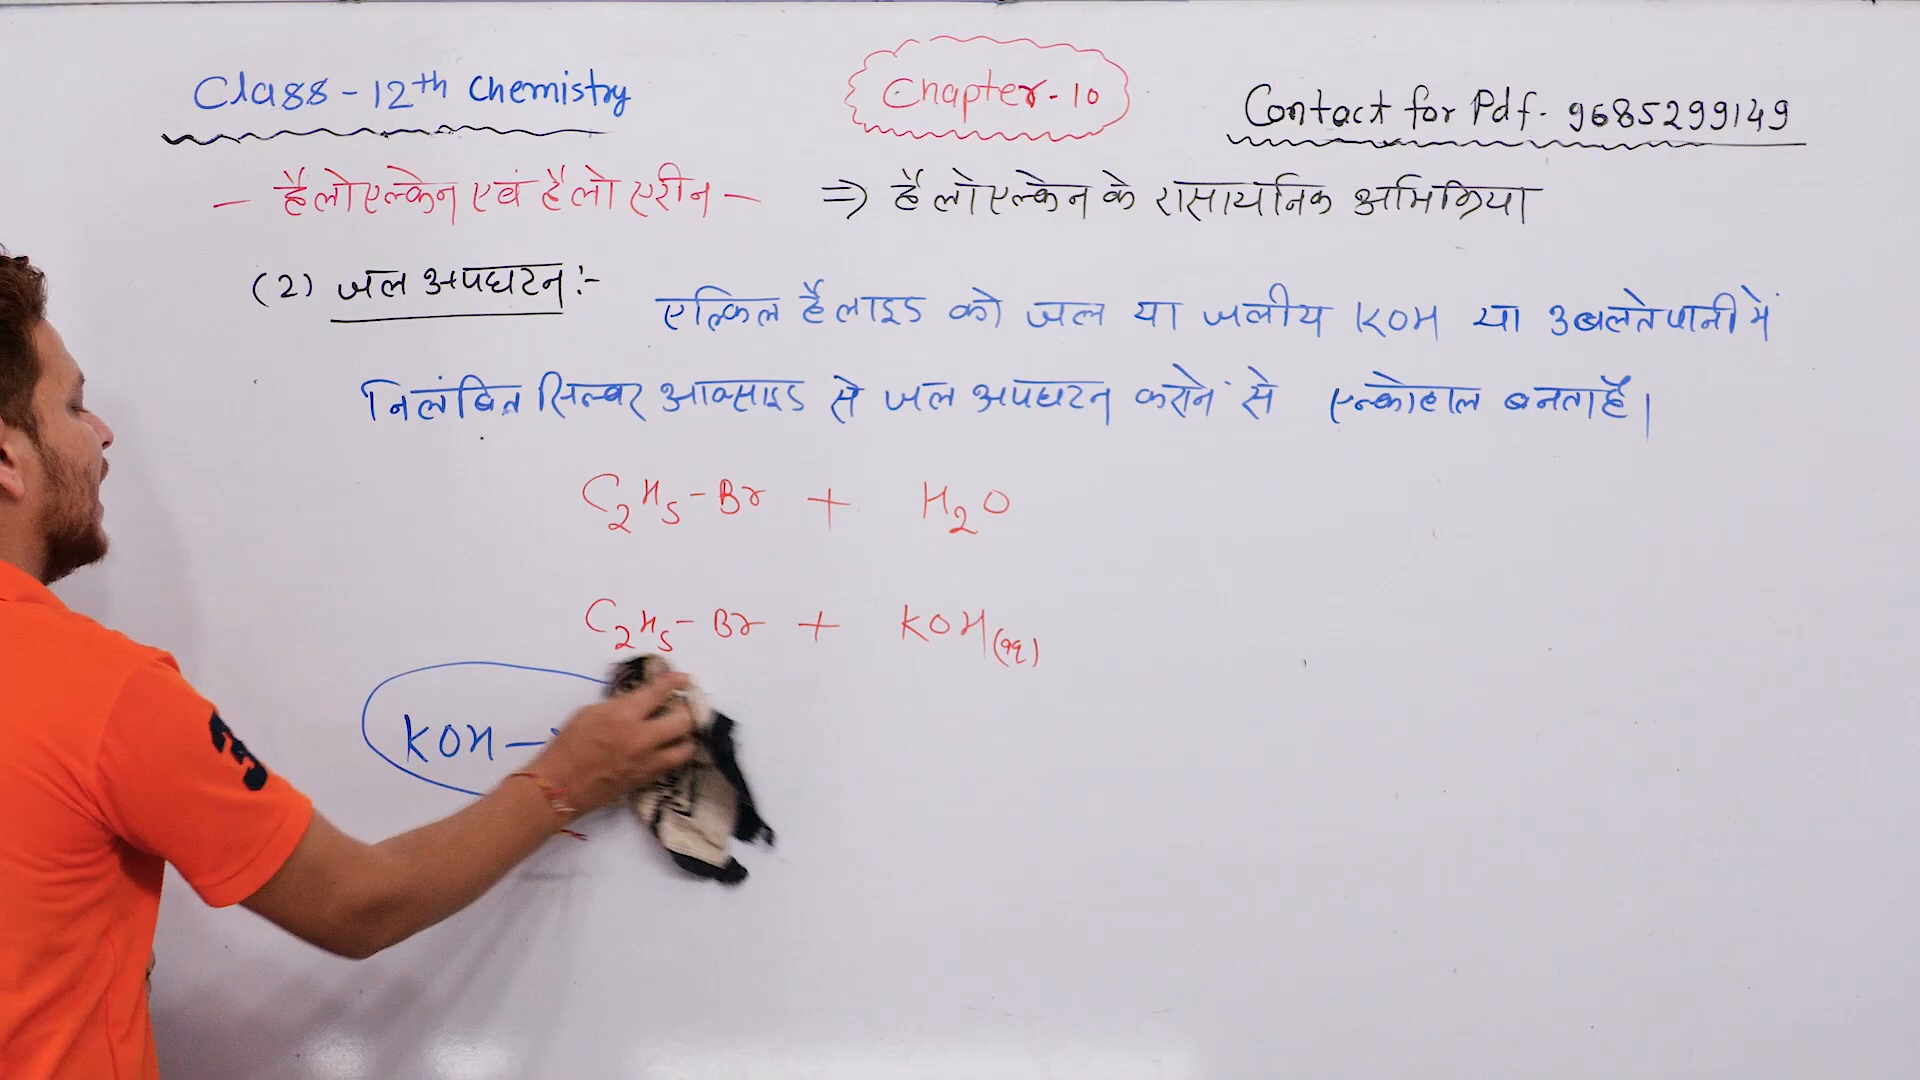 Class - 12th Chemistry
Chapter - 10
Contact for Pdf - 9685299149
- हैलोएल्केन एवं हैलो एरीन -
⇒ हैलोएल्केन के रासायनिक अभिक्रिया
(2) जल अपघटन :-
एल्किल हैलाइड को जल या जलीय KOH या उबलते पानी में
निलंबित सिल्वर आक्साइड से जल अपघटन कराने से एल्कोहाल बनता है।
C2H5 - Br + H2O
C2H5 - Br + KOH(aq)
KOH -
3